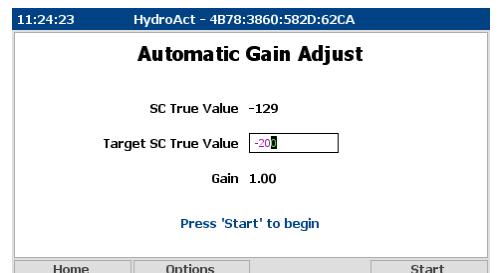 11:24:23 HydroAct - 4B78:3860:582D:62CA
Automatic Gain Adjust
SC True Value -129
Target SC True Value -200
Gain 1.00
Press 'Start' to begin
Home Options Start